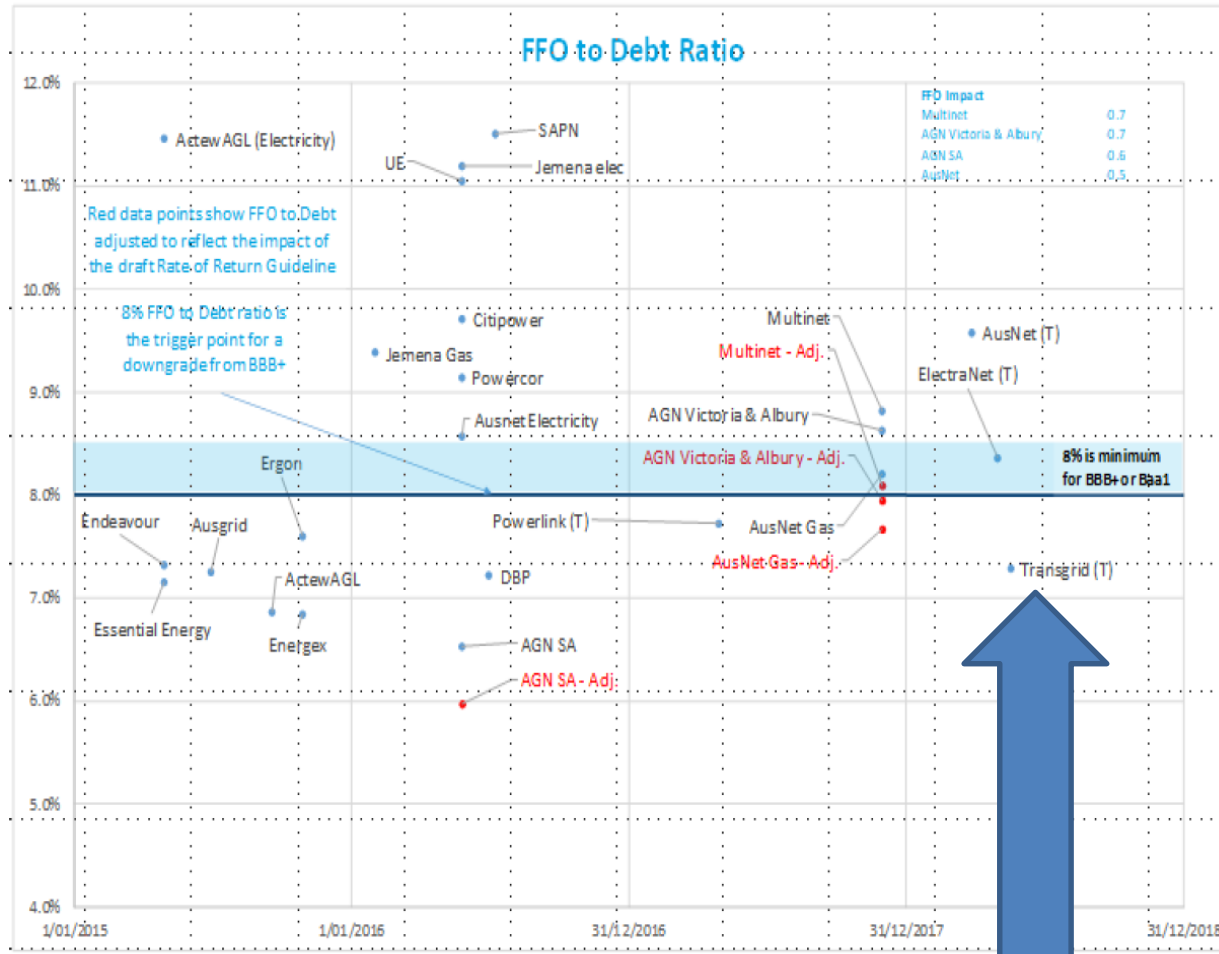 FFO to Debt Ratio
12.0%
FFO Impact
Multinet 0.7
AGN Victoria & Albury 0.7
AGN SA 0.6
AusNet 0.5
ActewAGL (Electricity)
SAPN
UE
Jemena elec
11.0%
Red data points show FFO to Debt
adjusted to reflect the impact of
the draft Rate of Return Guideline
10.0%
8% FFO to Debt ratio is
the trigger point for a
downgrade from BBB+
Citipower
Multinet
AusNet (T)
Jemena Gas
Multinet - Adj.
Powercor
ElectraNet (T)
9.0%
Ausnet Electricity
AGN Victoria & Albury
Ergon
AGN Victoria & Albury - Adj.
8% is minimum
for BBB+ or Baa1
8.0%
Endeavour
Ausgrid
Powerlink (T)
AusNet Gas
AusNet Gas - Adj.
ActewAGL
DBP
Transgrid (T)
7.0%
Essential Energy
Energex
AGN SA
AGN SA - Adj.
6.0%
5.0%
4.0%
1/01/2015
1/01/2016
31/12/2016
31/12/2017
31/12/2018